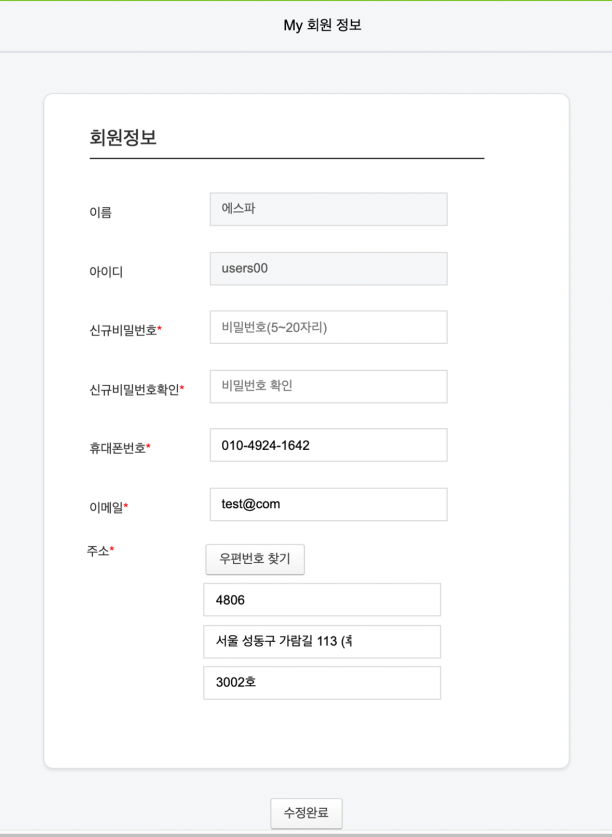 My 회원 정보
회원정보
이름 에스파
아이디 users00
신규비밀번호* 비밀번호(5~20자리)
신규비밀번호확인* 비밀번호 확인
휴대폰번호* 010-4924-1642
이메일* test@com
주소* 우편번호 찾기
4806
서울 성동구 가람길 113 (
3002호
수정완료